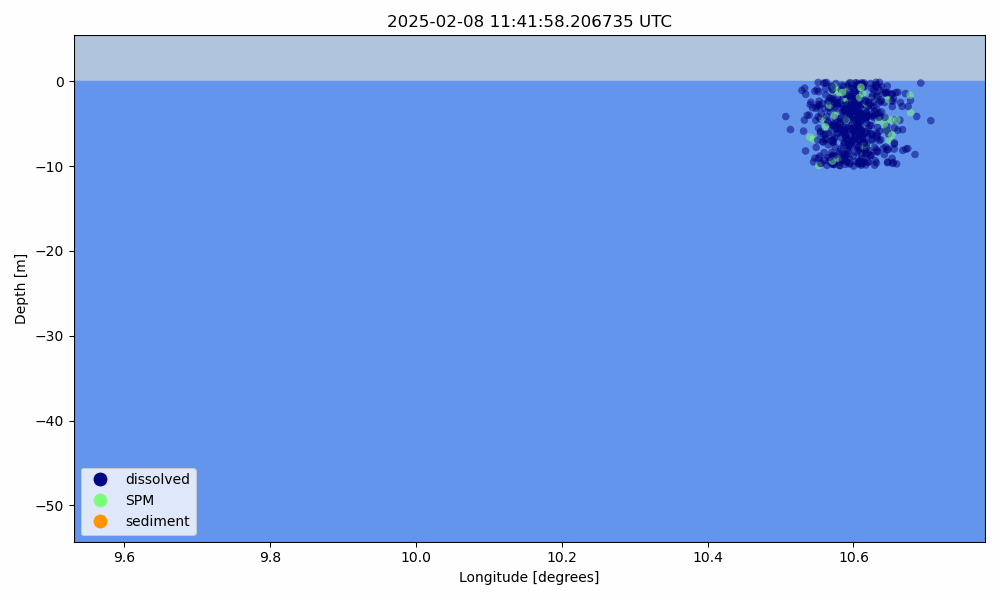 2025-02-08 11:41:58.206735 UTC
0
−10
−20
−30
−40
−50
Depth [m]
dissolved
SPM
sediment
9.6 9.8 10.0 10.2 10.4 10.6
Longitude [degrees]